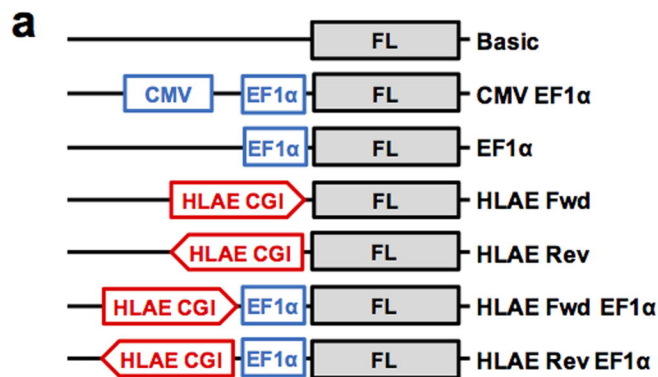 a
FL Basic
CMV EF1α FL CMV EF1α
EF1α FL EF1α
HLAE CGI FL HLAE Fwd
HLAE CGI FL HLAE Rev
HLAE CGI EF1α FL HLAE Fwd EF1α
HLAE CGI EF1α FL HLAE Rev EF1α